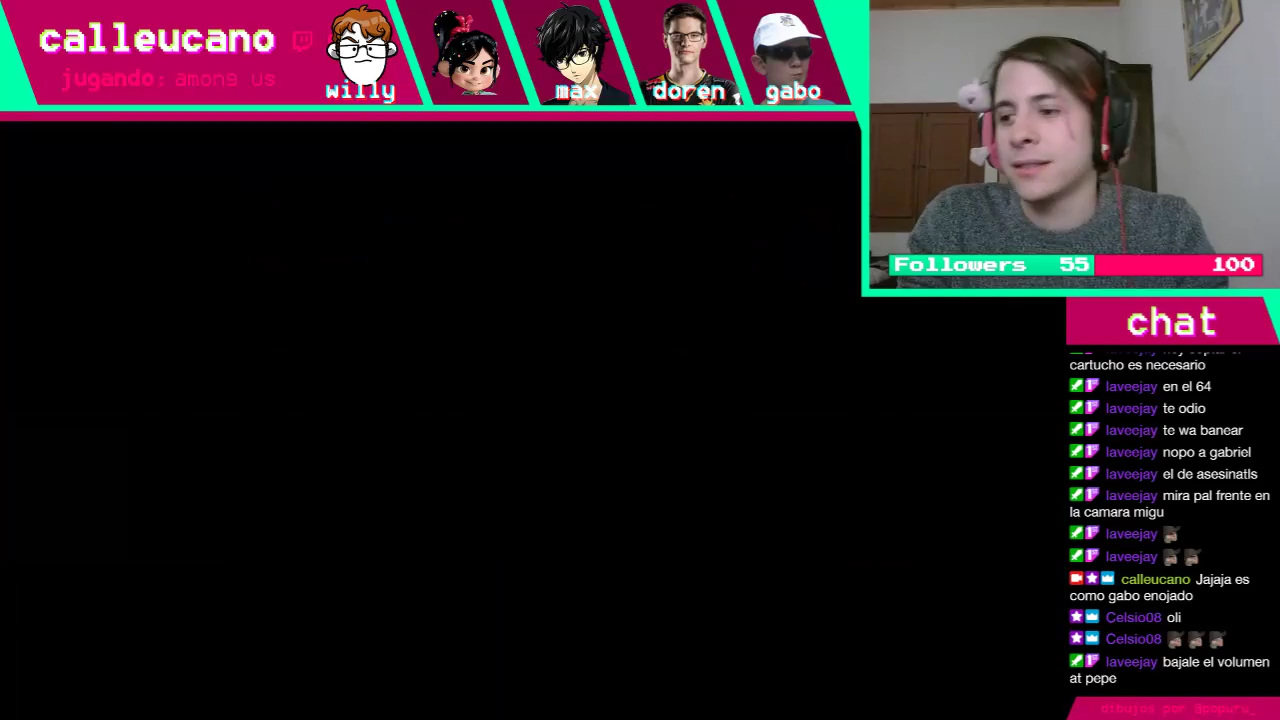 calleucano
jugando: among us
willy
max
doren
gabo
Followers 55 100
chat
cartucho es necesario
laveejay en el 64
laveejay te odio
laveejay te wa banear
laveejay nopo a gabriel
laveejay el de asesinatls
laveejay mira pal frente en
la camara migu
laveejay
laveejay
calleucano Jajaja es
como gabo enojado
Celsio08 oli
Celsio08
laveejay bajale el volumen
at pepe
dibujos por @popuru_